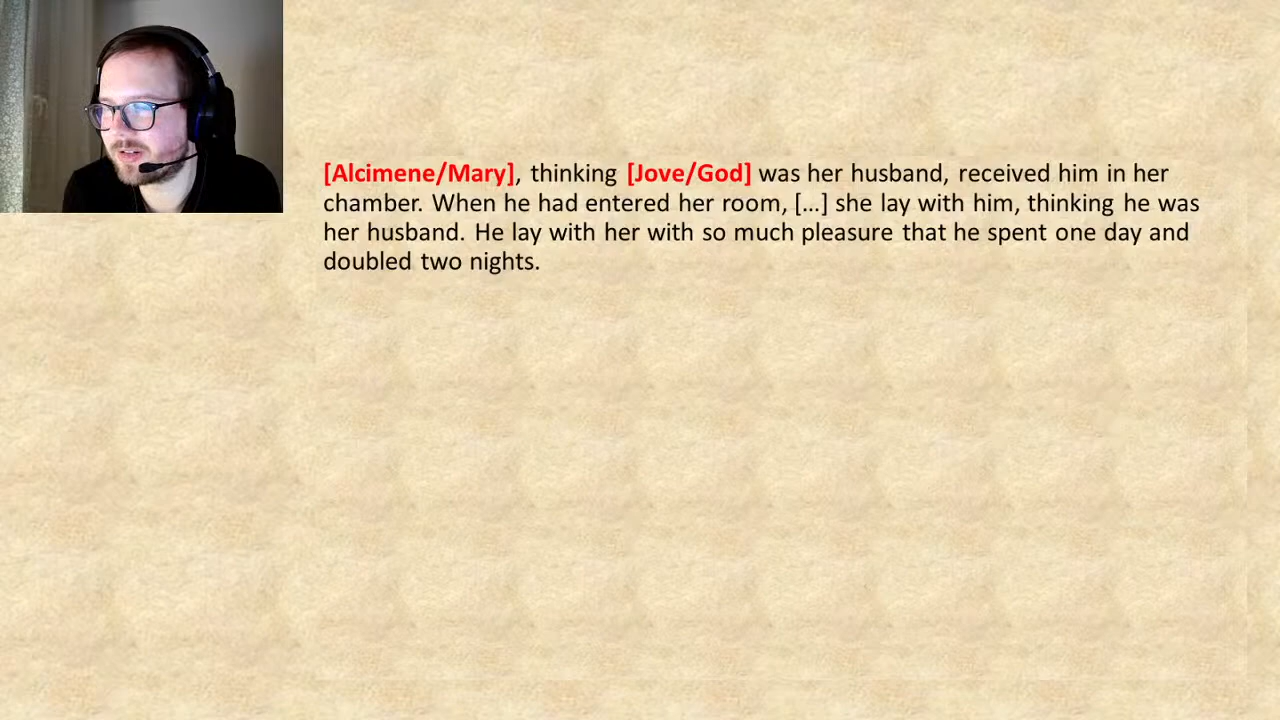 [Alcimene/Mary], thinking [Jove/God] was her husband, received him in her
chamber. When he had entered her room, […] she lay with him, thinking he was
her husband. He lay with her with so much pleasure that he spent one day and
doubled two nights.